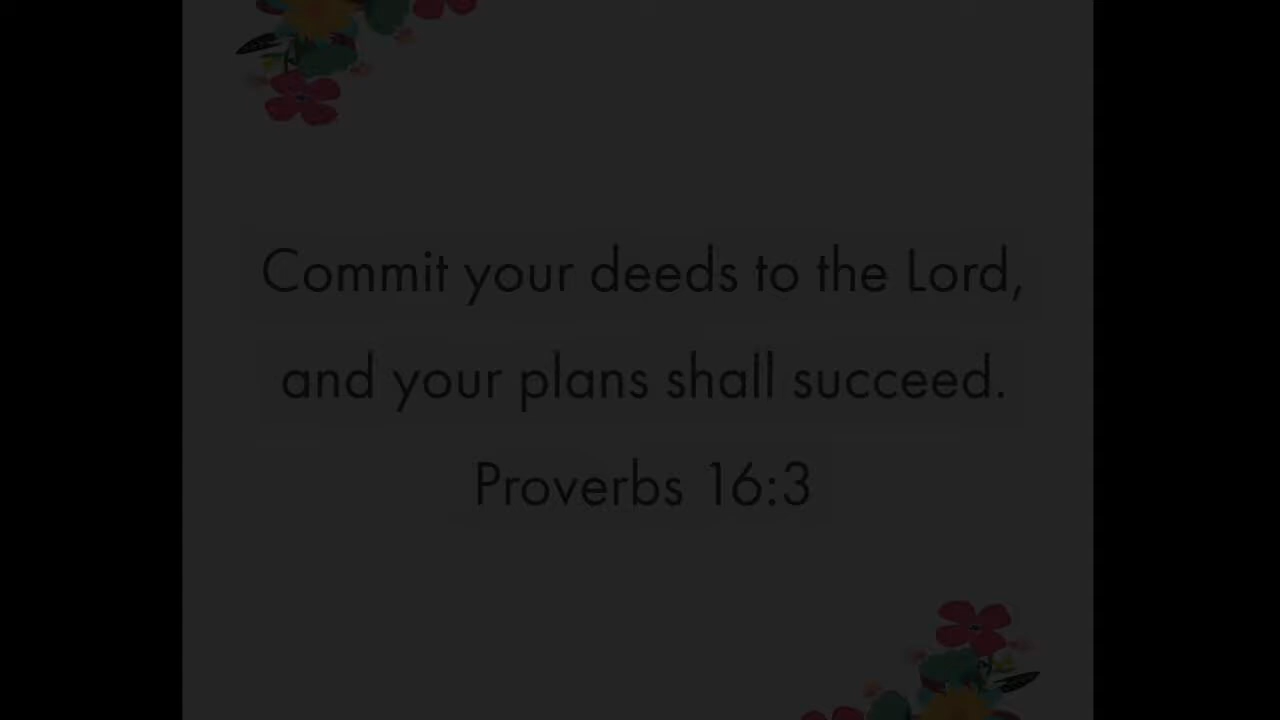 Commit your deeds to the Lord,
and your plans shall succeed.
Proverbs 16:3